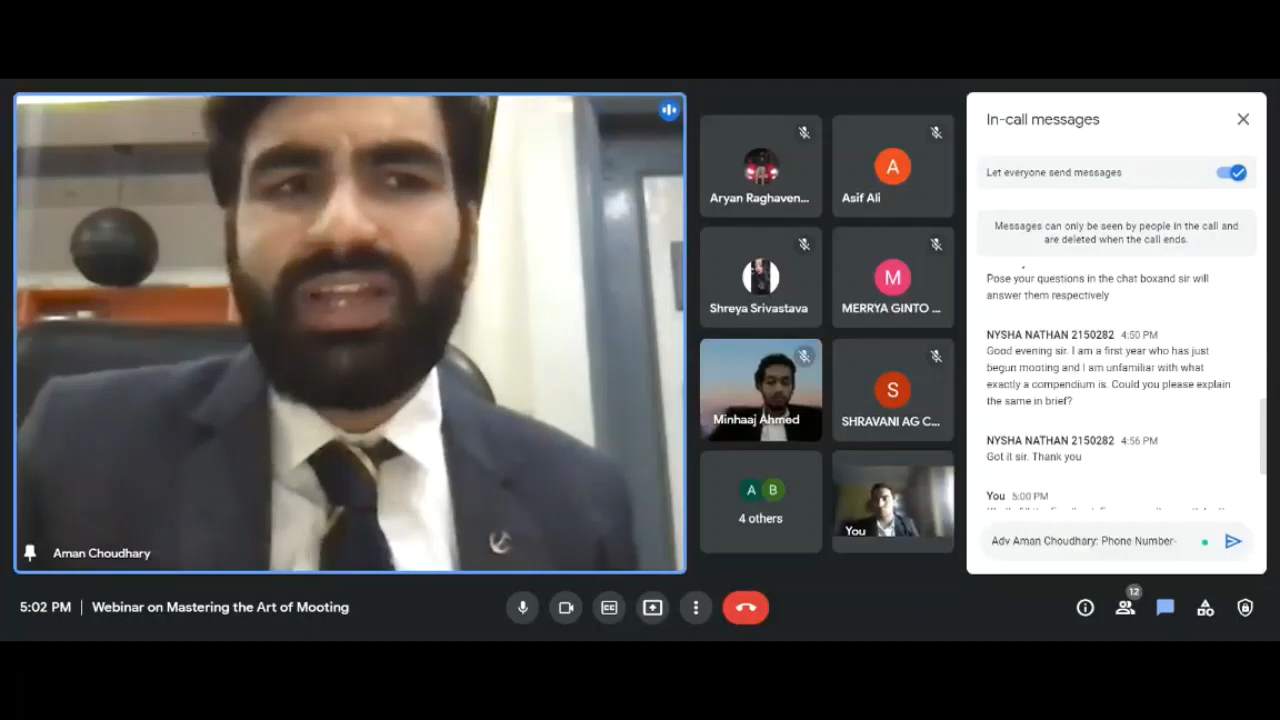 In-call messages
Let everyone send messages
Messages can only be seen by people in the call and
are deleted when the call ends.
Pose your questions in the chat boxand sir will
answer them respectively
NYSHA NATHAN 2150282 4:50 PM
Good evening sir. I am a first year who has just
begun mooting and I am unfamiliar with what
exactly a compendium is. Could you please explain
the same in brief?
NYSHA NATHAN 2150282 4:56 PM
Got it sir. Thank you
You 5:00 PM
Adv Aman Choudhary: Phone Number-
Aryan Raghaven...
A
Asif Ali
Shreya Srivastava
M
MERRYA GINTO ...
Minhaaj Ahmed
S
SHRAVANI AG C...
A B
4 others
You
Aman Choudhary
5:02 PM | Webinar on Mastering the Art of Mooting
CC
12